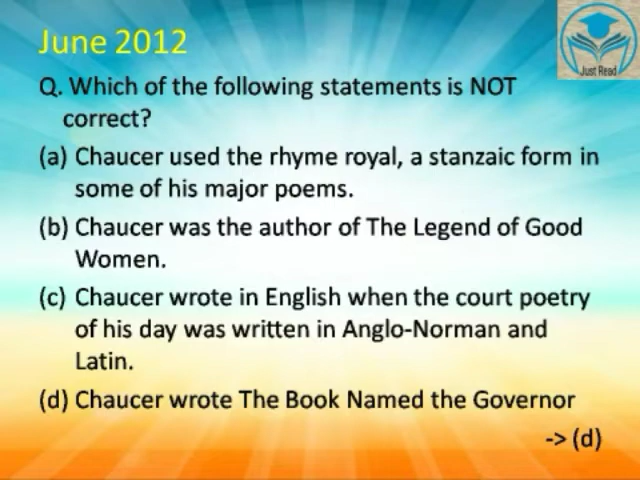 June 2012
Just Read
Q. Which of the following statements is NOT
correct?
(a) Chaucer used the rhyme royal, a stanzaic form in
some of his major poems.
(b) Chaucer was the author of The Legend of Good
Women.
(c) Chaucer wrote in English when the court poetry
of his day was written in Anglo-Norman and
Latin.
(d) Chaucer wrote The Book Named the Governor
-> (d)